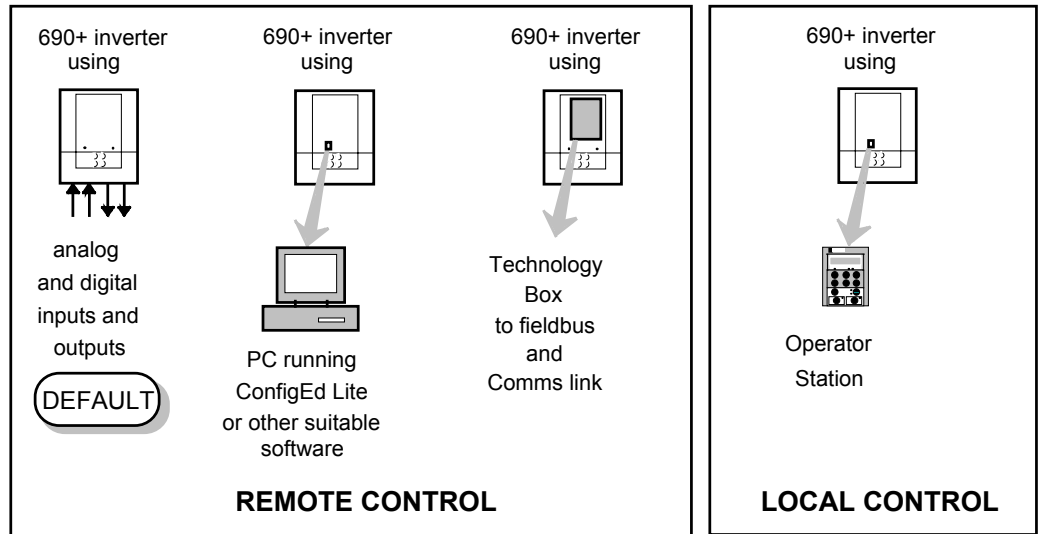 690+ inverter
using
analog
and digital
inputs and
outputs
DEFAULT
690+ inverter
using
PC running
ConfigEd Lite
or other suitable
software
690+ inverter
using
Technology
Box
to fieldbus
and
Comms link
REMOTE CONTROL
690+ inverter
using
Operator
Station
LOCAL CONTROL